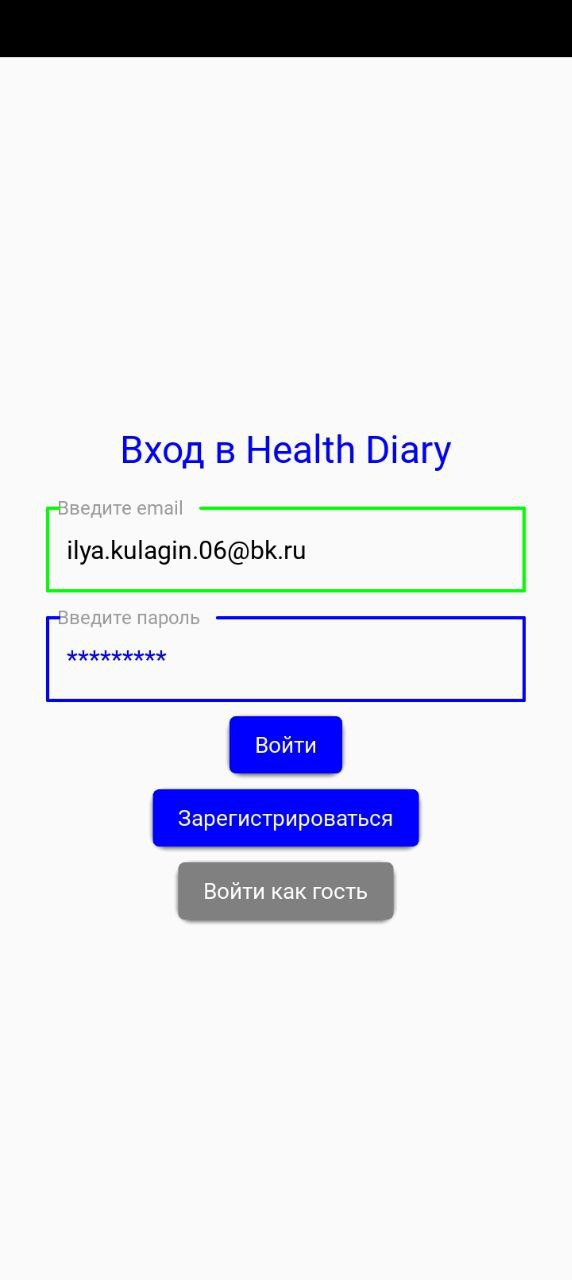 Вход в Health Diary
Введите email
ilya.kulagin.06@bk.ru
Введите пароль
*********
Войти
Зарегистрироваться
Войти как гость